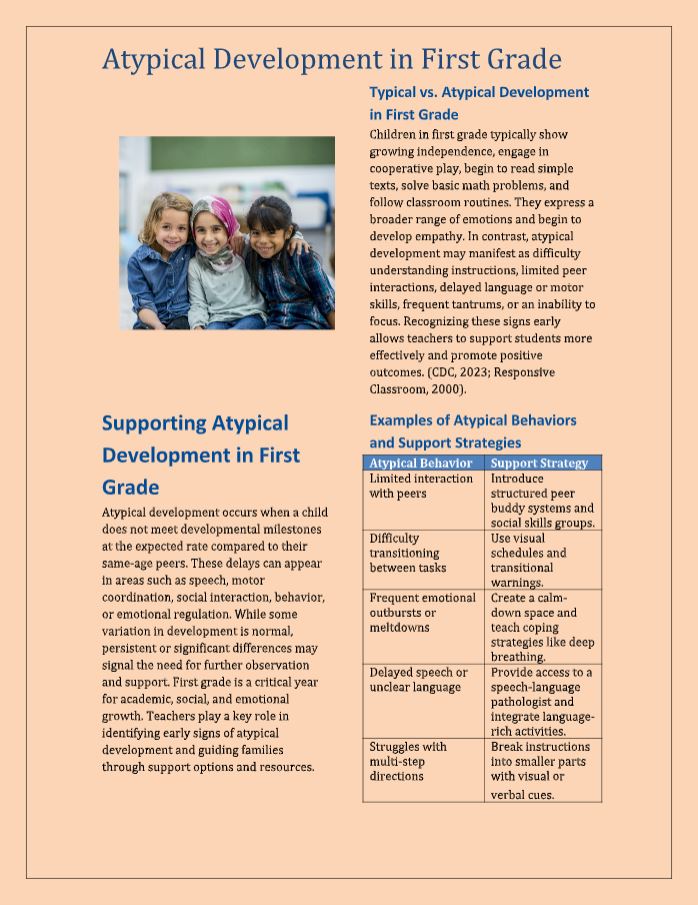 Atypical Development in First Grade
Typical vs. Atypical Development
in First Grade
Children in first grade typically show
growing independence, engage in
cooperative play, begin to read simple
texts, solve basic math problems, and
follow classroom routines. They express a
broader range of emotions and begin to
develop empathy. In contrast, atypical
development may manifest as difficulty
understanding instructions, limited peer
interactions, delayed language or motor
skills, frequent tantrums, or an inability to
focus. Recognizing these signs early
allows teachers to support students more
effectively and promote positive
outcomes. (CDC, 2023; Responsive
Classroom, 2000).
Supporting Atypical
Development in First
Grade
Atypical development occurs when a child
does not meet developmental milestones
at the expected rate compared to their
same-age peers. These delays can appear
in areas such as speech, motor
coordination, social interaction, behavior,
or emotional regulation. While some
variation in development is normal,
persistent or significant differences may
signal the need for further observation
and support. First grade is a critical year
for academic, social, and emotional
growth. Teachers play a key role in
identifying early signs of atypical
development and guiding families
through support options and resources.
Examples of Atypical Behaviors
and Support Strategies
Atypical Behavior
Support Strategy
Limited interaction
with peers
Introduce
structured peer
buddy systems and
social skills groups.
Difficulty
transitioning
between tasks
Use visual
schedules and
transitional
warnings.
Frequent emotional
outbursts or
meltdowns
Create a calm-
down space and
teach coping
strategies like deep
breathing.
Delayed speech or
unclear language
Provide access to a
speech-language
pathologist and
integrate language-
rich activities.
Struggles with
multi-step
directions
Break instructions
into smaller parts
with visual or
verbal cues.